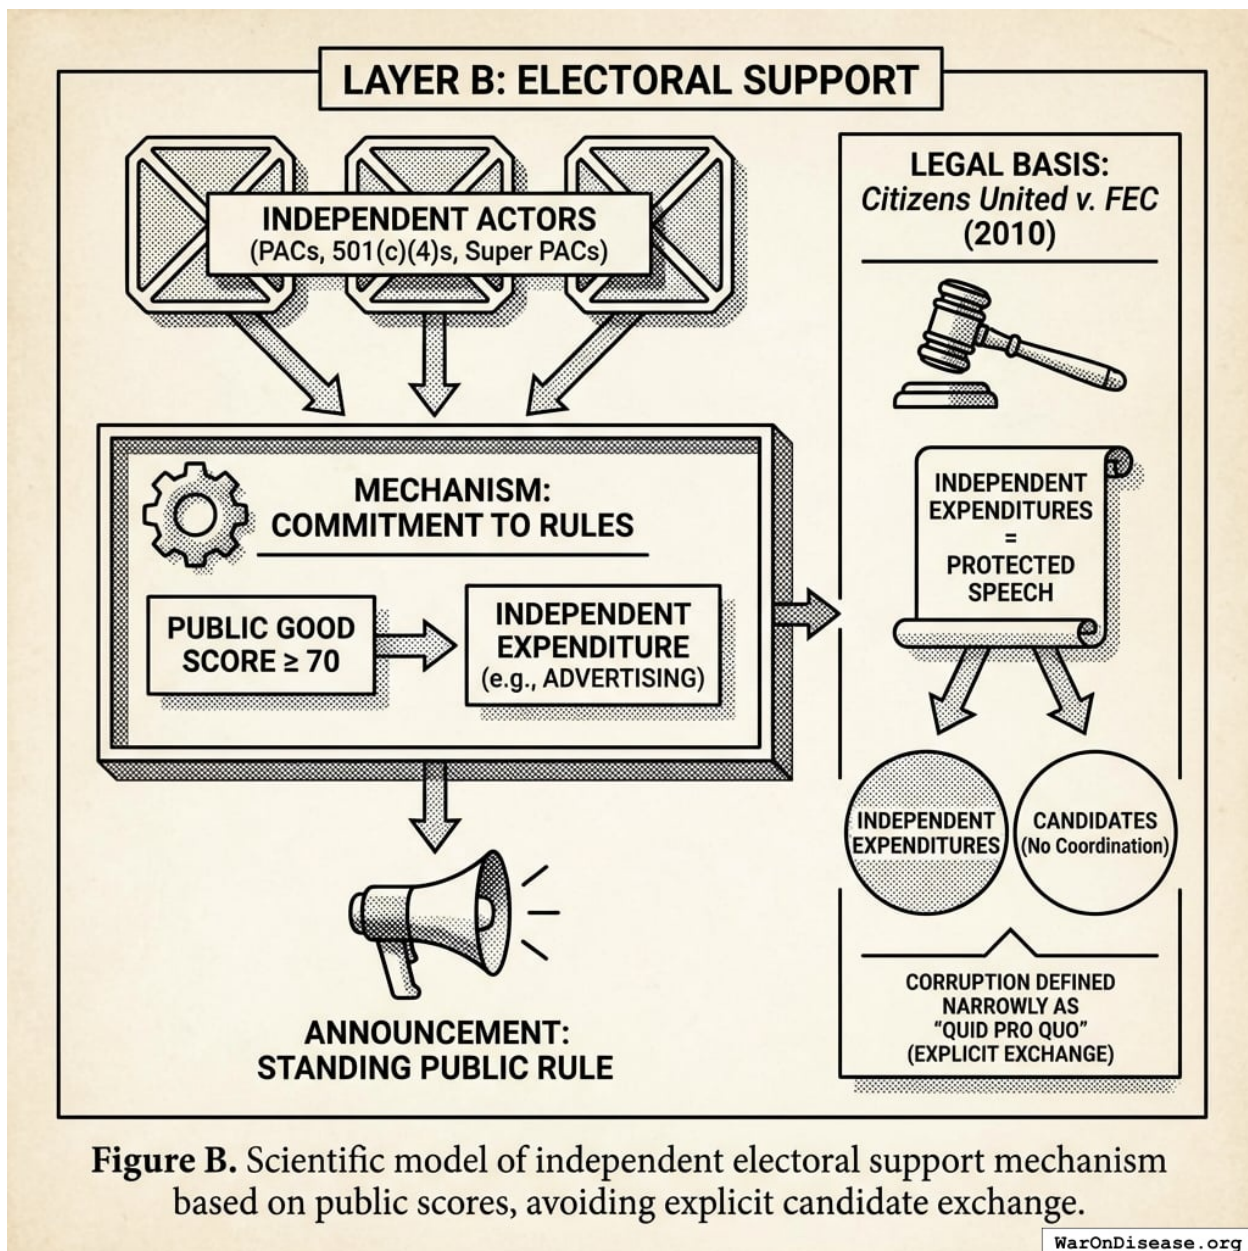 LAYER B: ELECTORAL SUPPORT
INDEPENDENT ACTORS
(PACs, 501(c)(4)s, Super PACs)
MECHANISM:
COMMITMENT TO RULES
PUBLIC GOOD
SCORE ≥ 70
INDEPENDENT
EXPENDITURE
(e.g., ADVERTISING)
ANNOUNCEMENT:
STANDING PUBLIC RULE
LEGAL BASIS:
Citizens United v. FEC
(2010)
INDEPENDENT
EXPENDITURES
=
PROTECTED
SPEECH
INDEPENDENT
EXPENDITURES
CANDIDATES
(No Coordination)
CORRUPTION DEFINED
NARROWLY AS
“QUID PRO QUO”
(EXPLICIT EXCHANGE)
Figure B. Scientific model of independent electoral support mechanism
based on public scores, avoiding explicit candidate exchange.
WarOnDisease.org